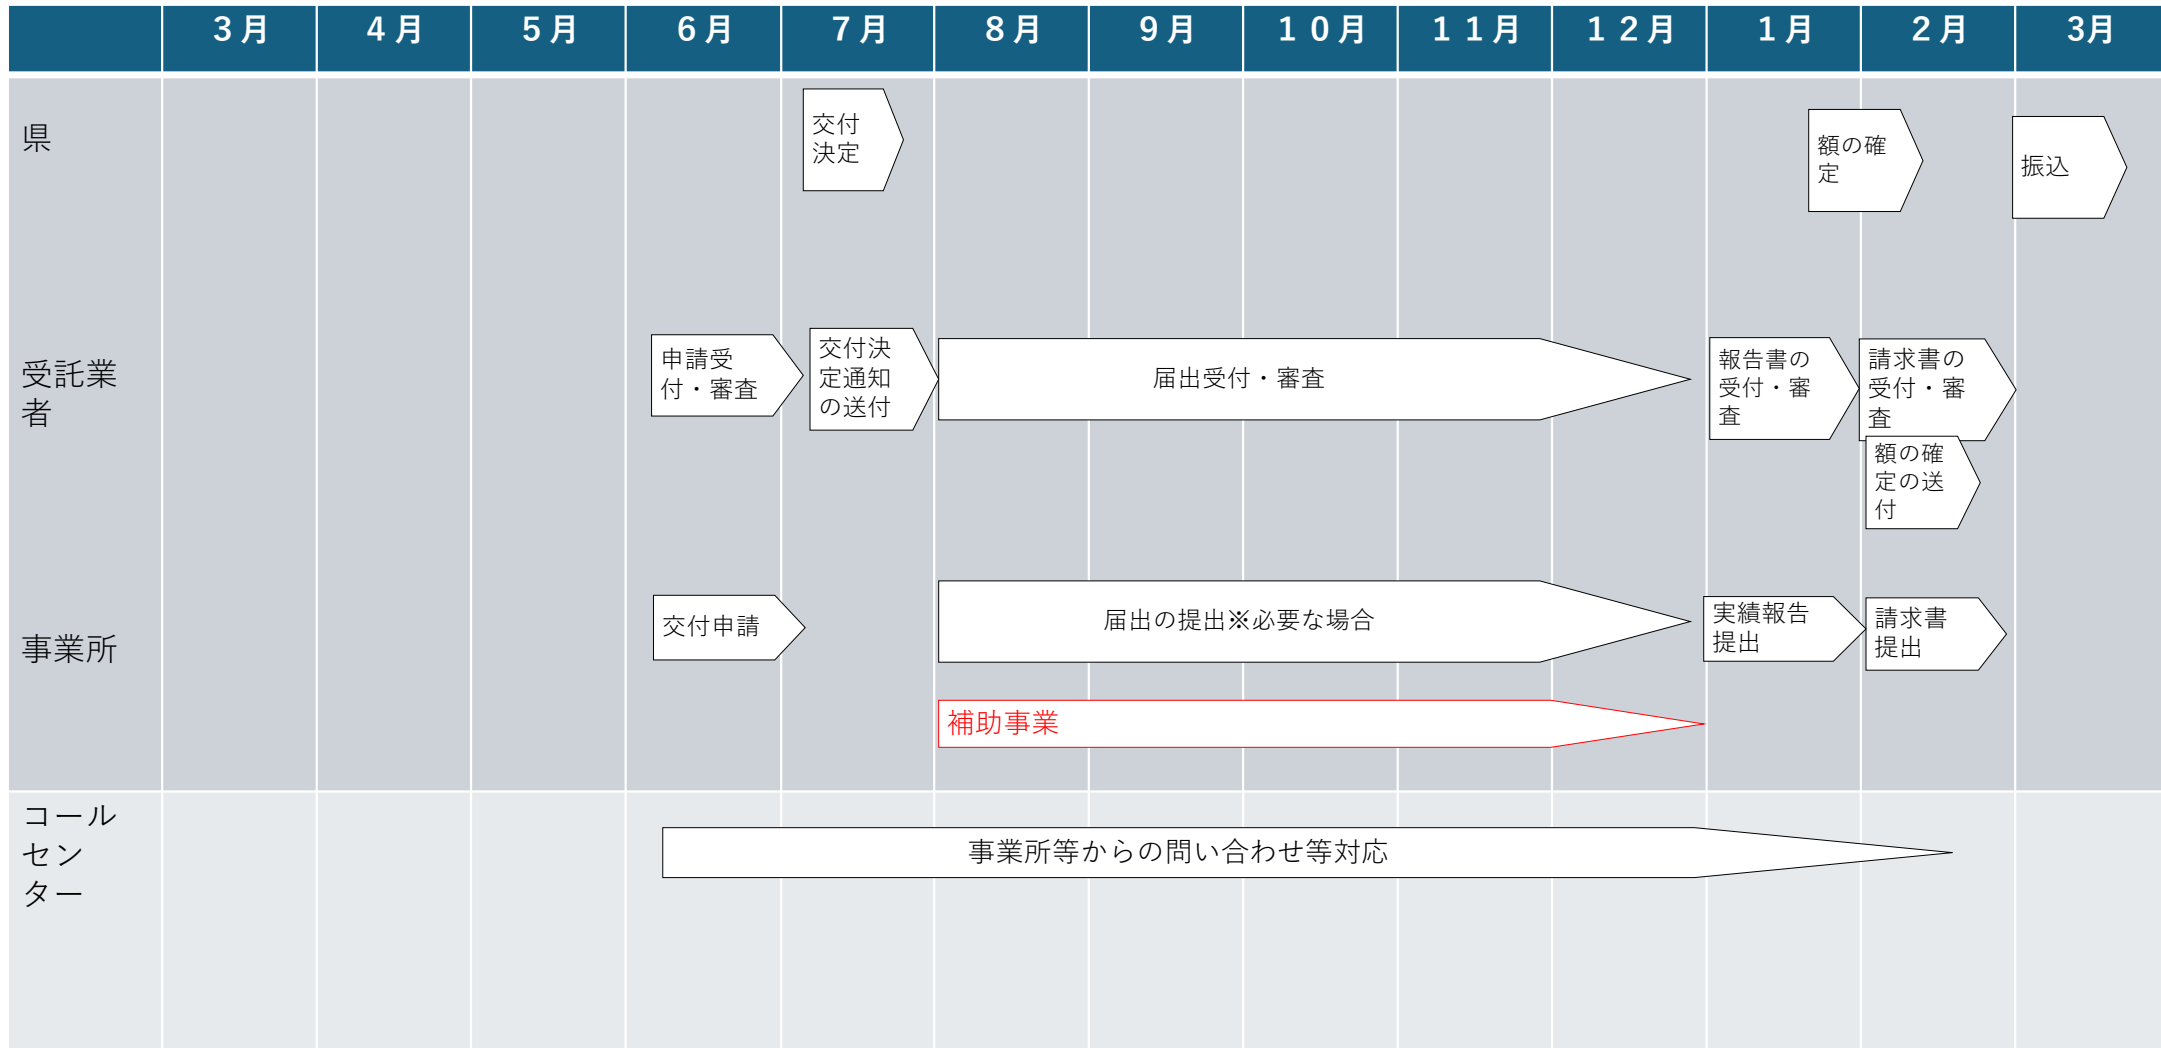 ３月 ４月 ５月 ６月 ７月 ８月 ９月 １０月 １１月 １２月 １月 ２月 3月
県
交付
決定
額の確
定
振込
受託業
者
申請受
付・審査
交付決
定通知
の送付
届出受付・審査
報告書の
受付・審
査
請求書の
受付・審
査
額の確
定の送
付
事業所
交付申請
届出の提出※必要な場合
実績報告
提出
請求書
提出
補助事業
コール
セン
ター
事業所等からの問い合わせ等対応